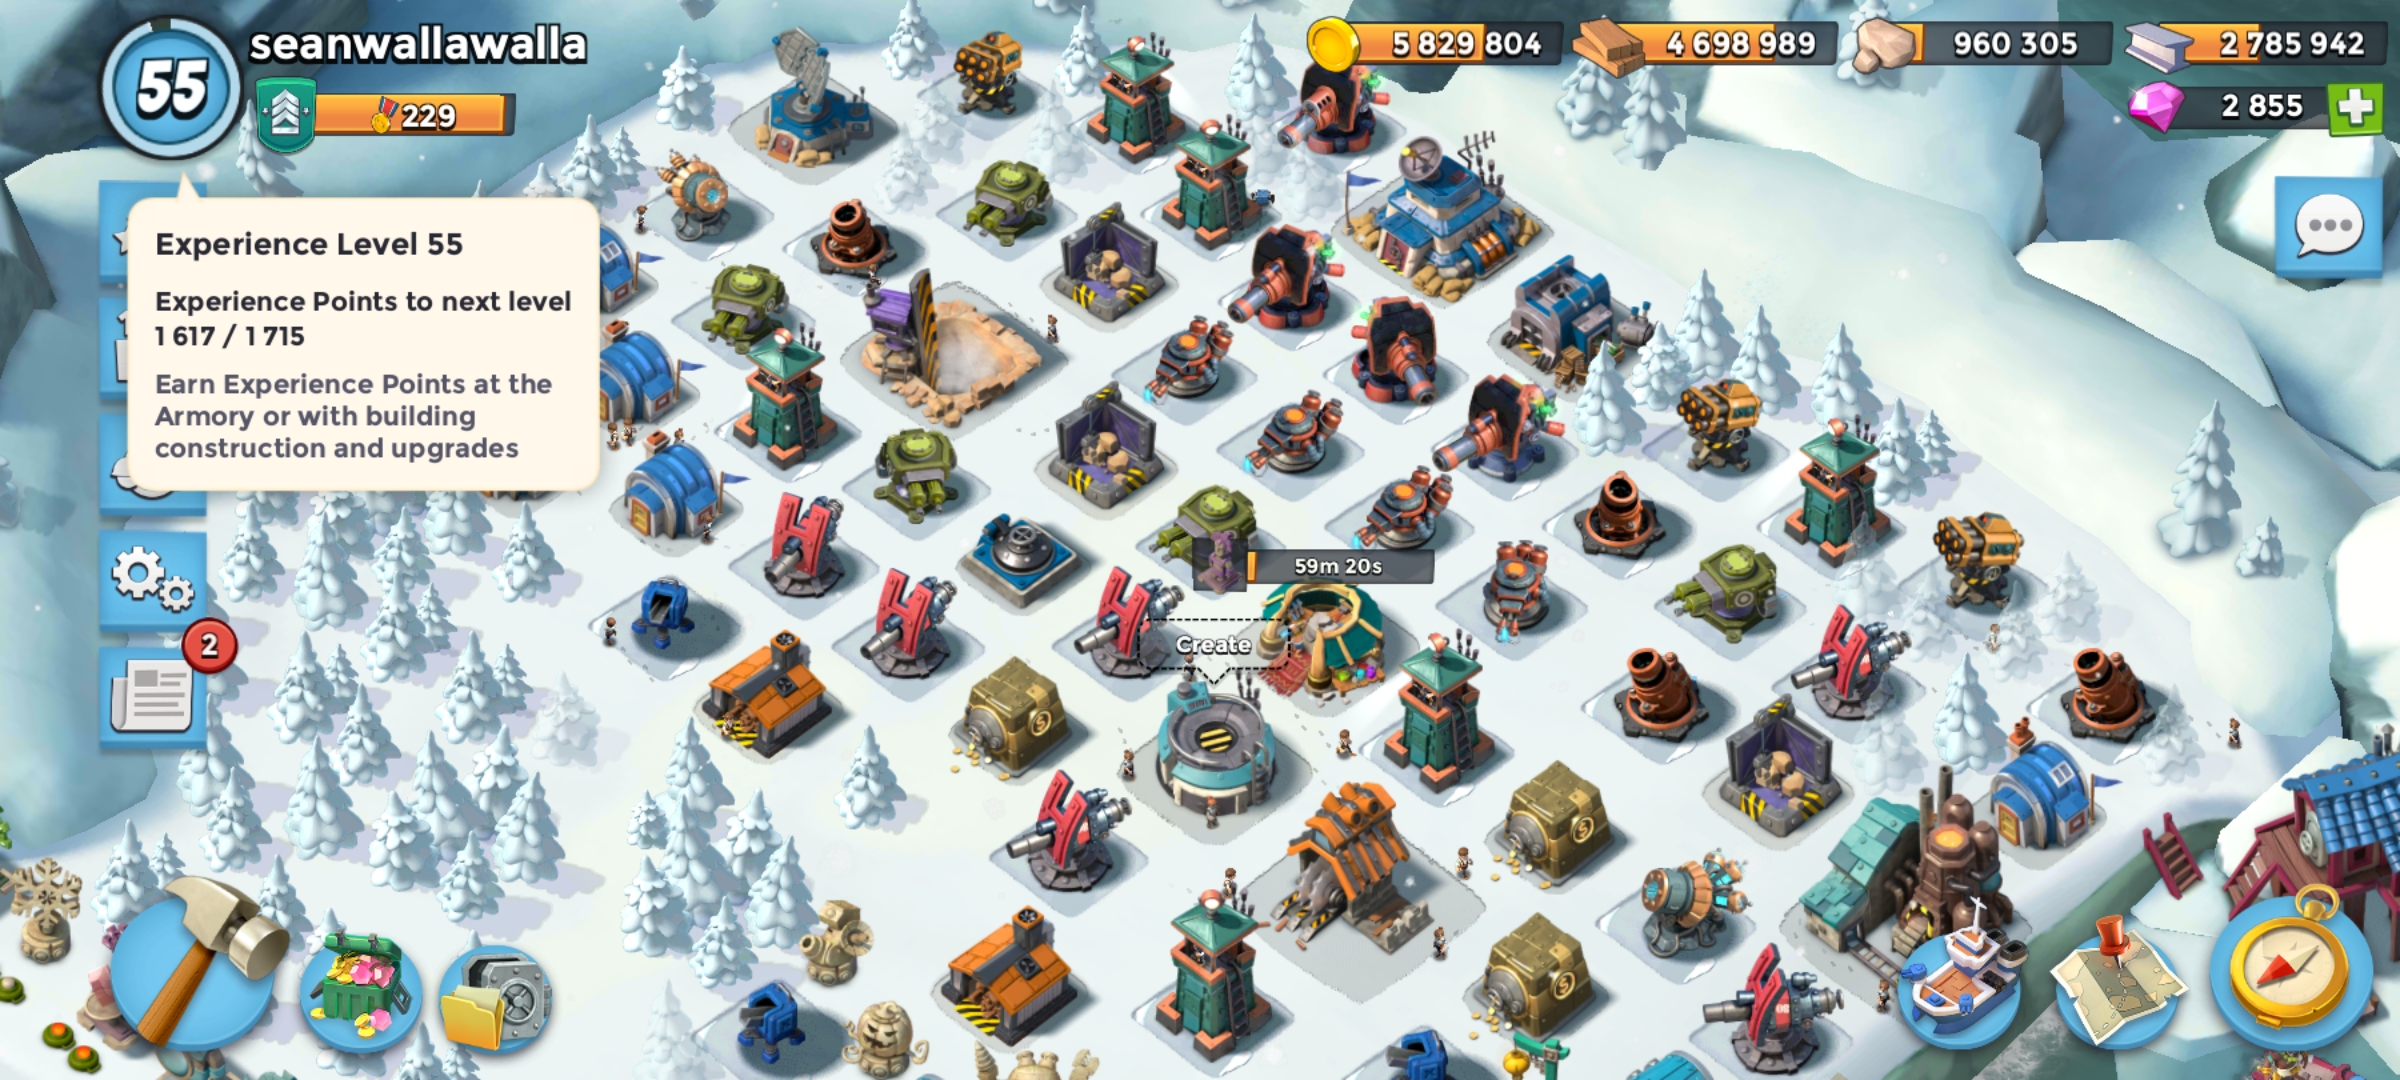 55
seanwallawalla
229
5 829 804
4 698 989
960 305
2 785 942
2 855
Experience Level 55
Experience Points to next level
1 617 / 1 715
Earn Experience Points at the
Armory or with building
construction and upgrades
59m 20s
Create
2